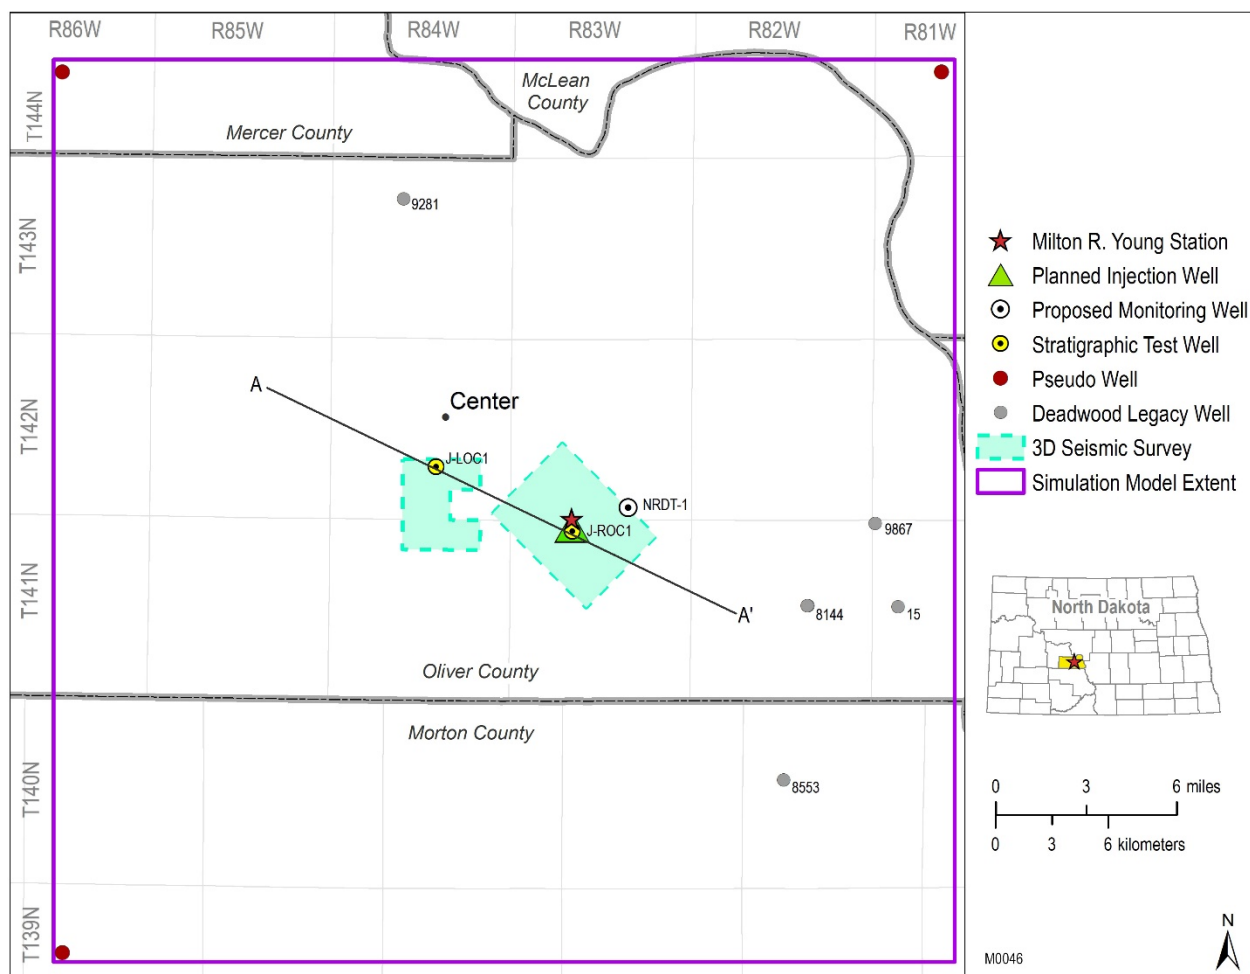 R86W
R85W
R84W
R83W
R82W
R81W
T144N
T143N
T142N
T141N
T140N
T139N
McLean
County
Mercer County
9281
A
Center
J-LOC1
NRDT-1
J-ROC1
9867
8144
15
A'
Oliver County
Morton County
8553
Milton R. Young Station
Planned Injection Well
Proposed Monitoring Well
Stratigraphic Test Well
Pseudo Well
Deadwood Legacy Well
3D Seismic Survey
Simulation Model Extent
North Dakota
0 3 6 miles
0 3 6 kilometers
N
M0046